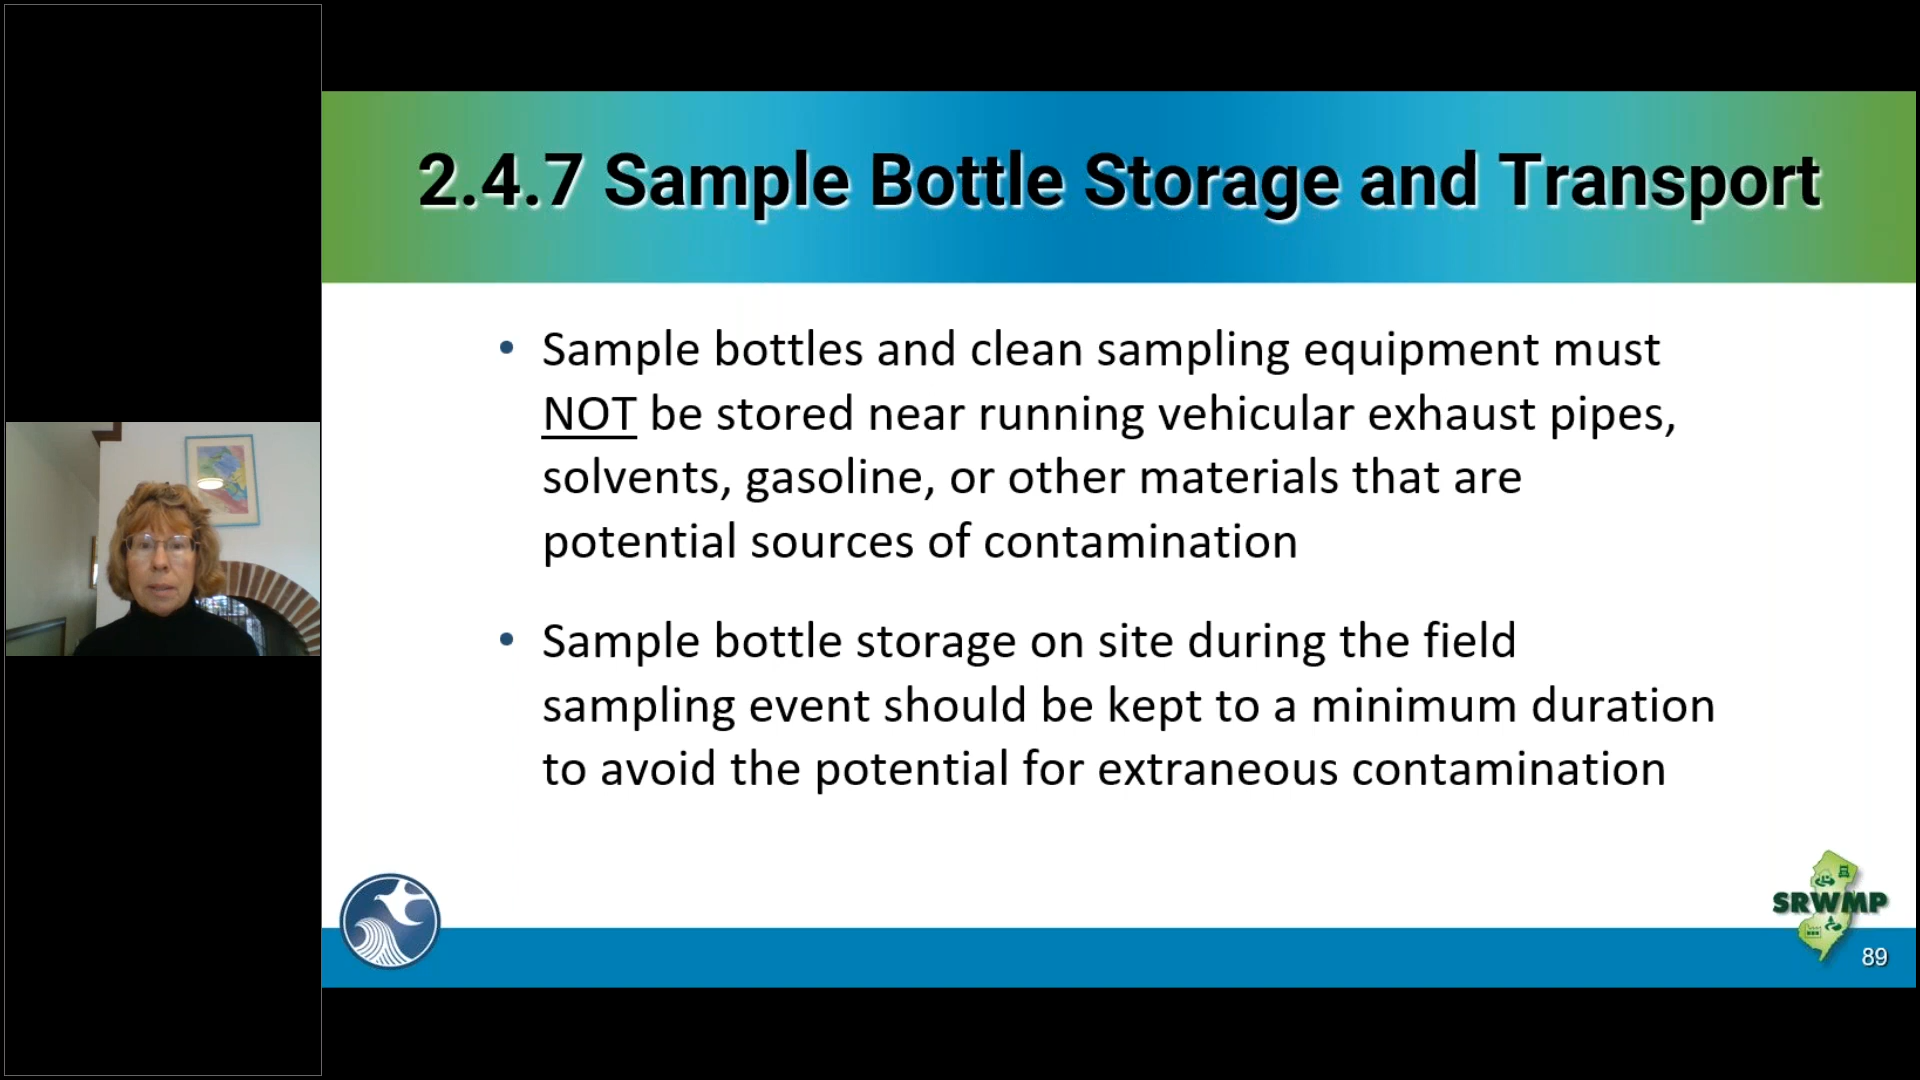 2.4.7 Sample Bottle Storage and Transport
• Sample bottles and clean sampling equipment must
NOT be stored near running vehicular exhaust pipes,
solvents, gasoline, or other materials that are
potential sources of contamination
• Sample bottle storage on site during the field
sampling event should be kept to a minimum duration
to avoid the potential for extraneous contamination
SRWMP
89